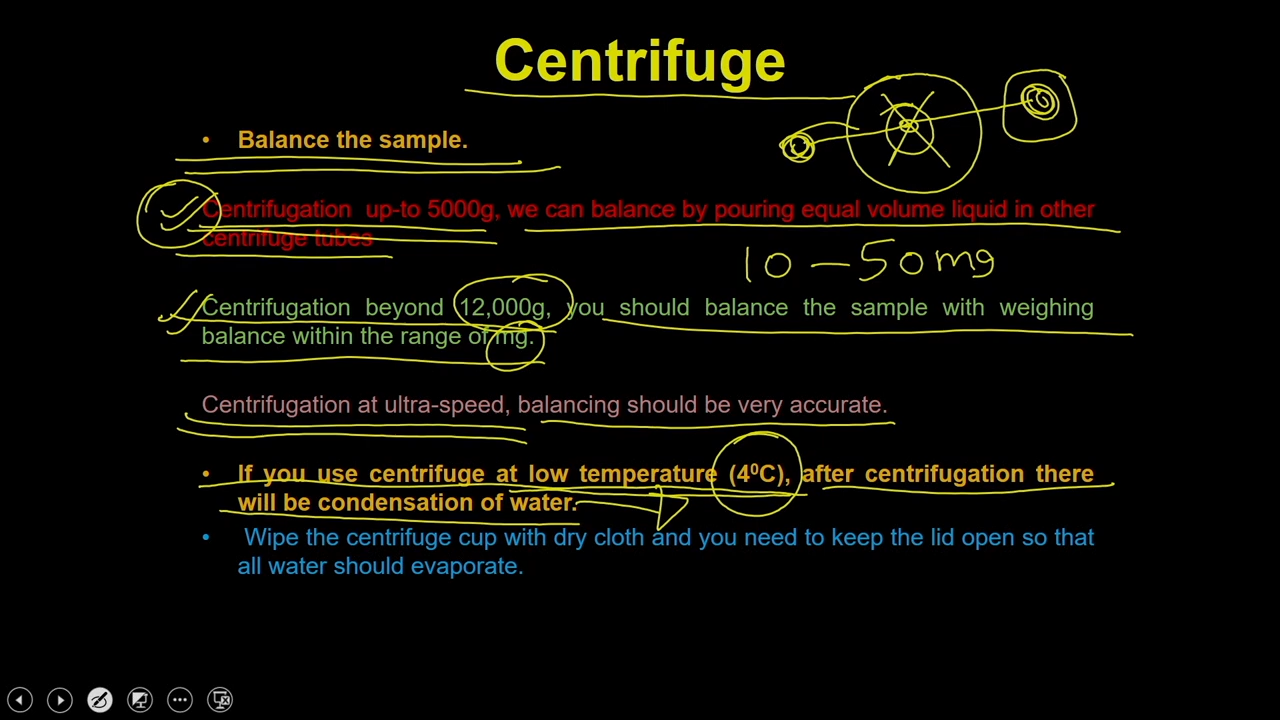 Centrifuge
• Balance the sample.
Centrifugation up-to 5000g, we can balance by pouring equal volume liquid in other
centrifuge tubes
10 – 50 mg
Centrifugation beyond 12,000g, you should balance the sample with weighing
balance within the range of mg.
Centrifugation at ultra-speed, balancing should be very accurate.
• If you use centrifuge at low temperature (4⁰C), after centrifugation there
will be condensation of water.
• Wipe the centrifuge cup with dry cloth and you need to keep the lid open so that
all water should evaporate.